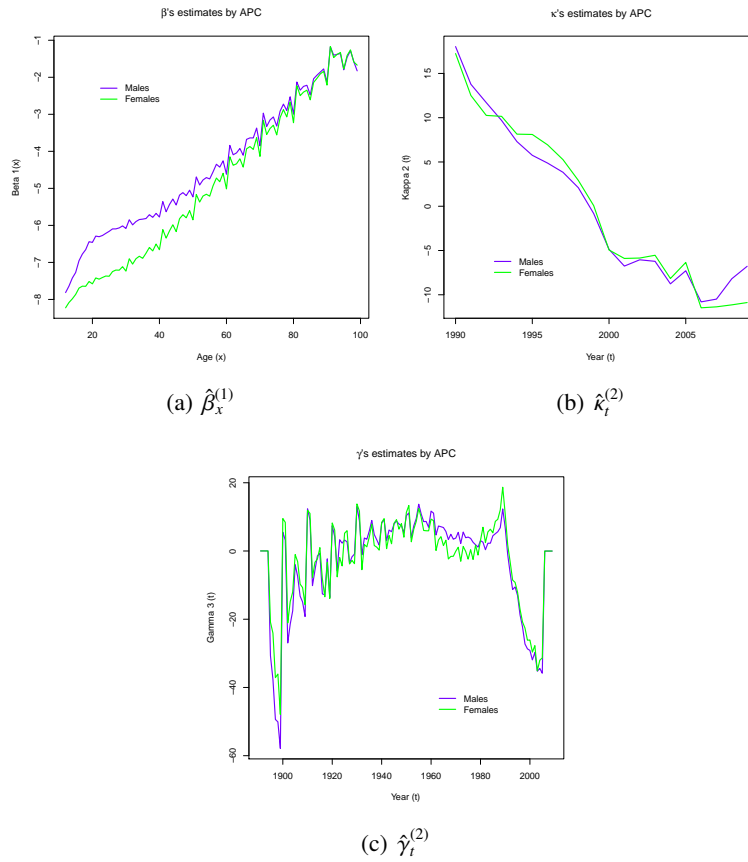 β's estimates by APC
Beta 1(x)
-1
-2
-3
-4
-5
-6
-7
-8
Males
Females
20 40 60 80 100
Age (x)
(a) β̂ₓ⁽¹⁾
κ's estimates by APC
Kappa 2 (t)
15
10
5
0
-5
-10
Males
Females
1990 1995 2000 2005
Year (t)
(b) κ̂ₜ⁽²⁾
γ's estimates by APC
Gamma 3 (t)
20
0
-20
-40
-60
Males
Females
1900 1920 1940 1960 1980 2000
Year (t)
(c) γ̂ₜ⁽²⁾